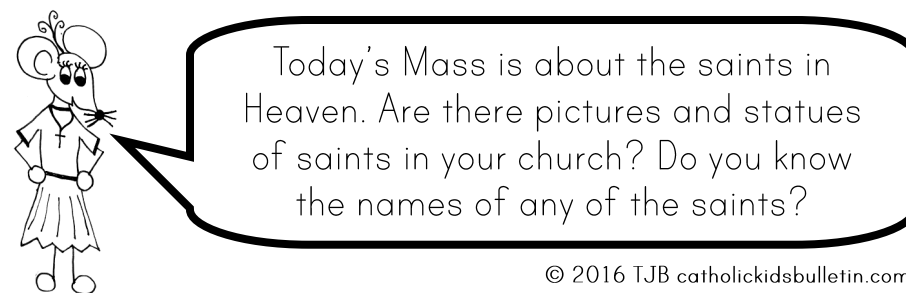 Today's Mass is about the saints in
Heaven. Are there pictures and statues
of saints in your church? Do you know
the names of any of the saints?
© 2016 TJB catholickidsbulletin.com